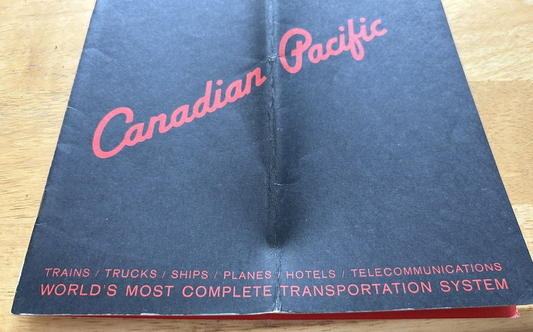 Canadian Pacific
TRAINS / TRUCKS / SHIPS / PLANES / HOTELS / TELECOMMUNICATIONS
WORLD'S MOST COMPLETE TRANSPORTATION SYSTEM